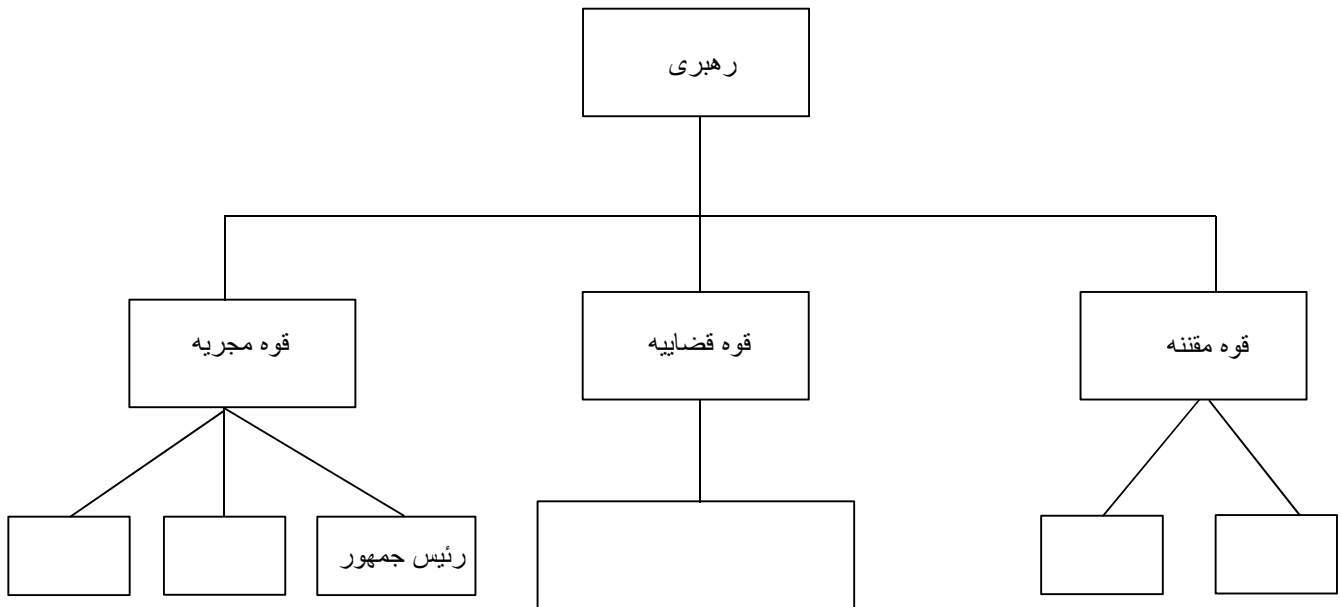 رهبری
قوه مقننه
قوه قضاییه
قوه مجریه
رئیس جمهور